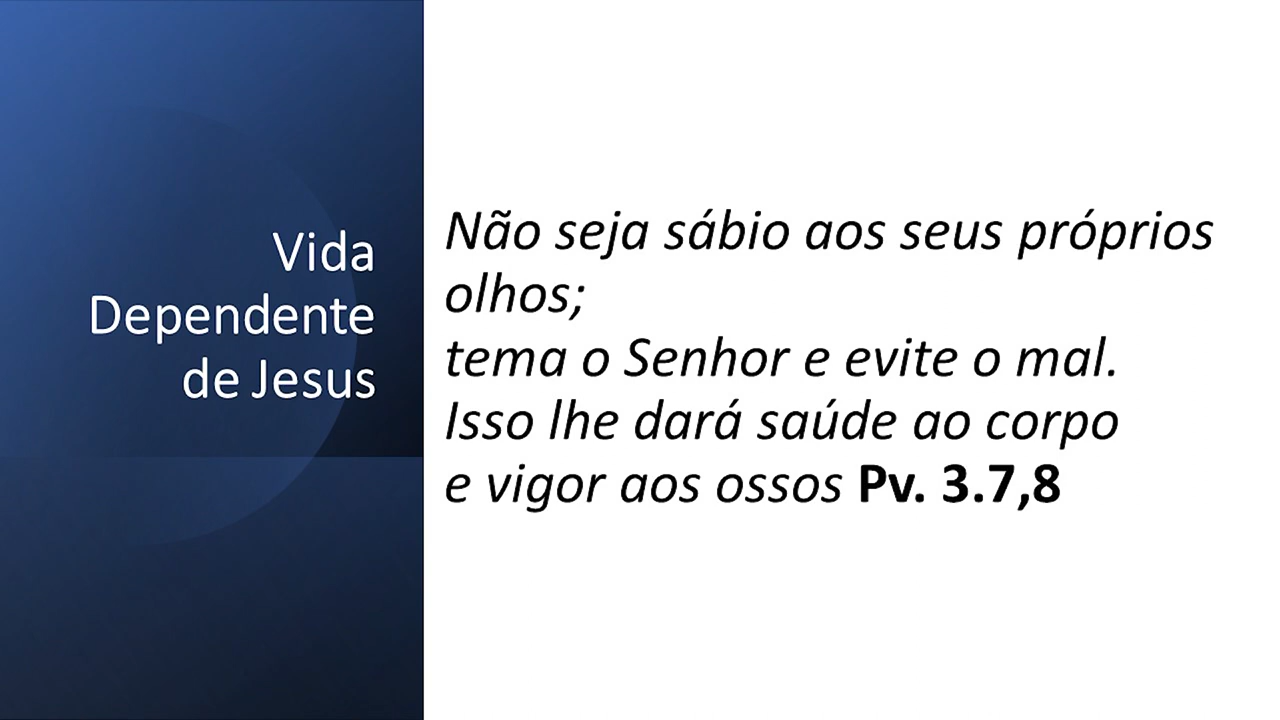 Vida
Dependente
de Jesus
Não seja sábio aos seus próprios
olhos;
tema o Senhor e evite o mal.
Isso lhe dará saúde ao corpo
e vigor aos ossos Pv. 3.7,8